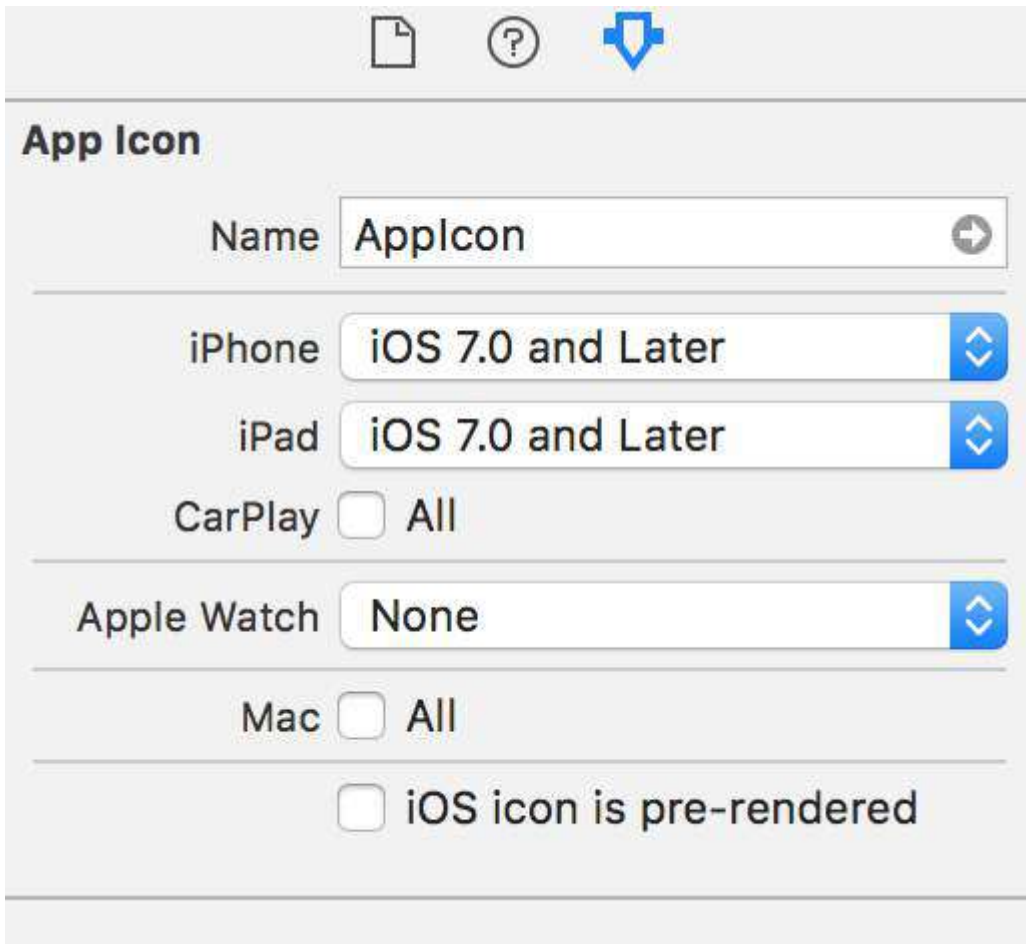 App Icon
Name AppIcon
iPhone iOS 7.0 and Later
iPad iOS 7.0 and Later
CarPlay All
Apple Watch None
Mac All
iOS icon is pre-rendered